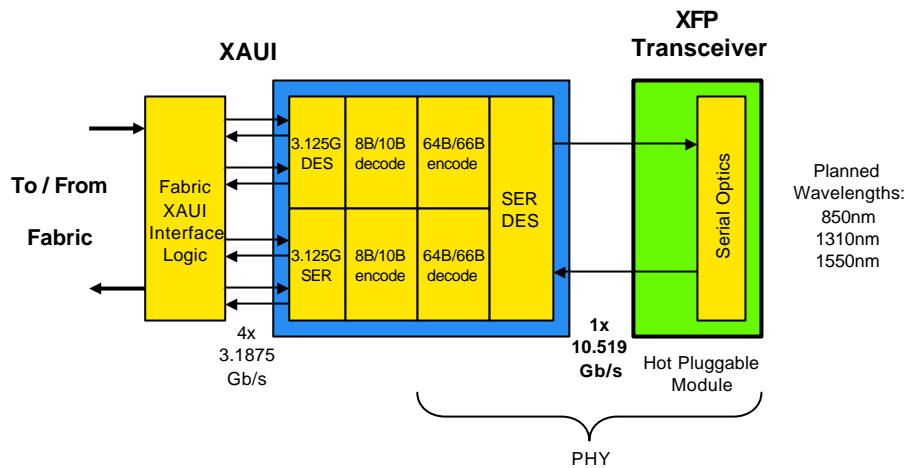 XAUI
XFP
Transceiver
To / From
Fabric
Fabric
XAUI
Interface
Logic
3.125G
DES
8B/10B
decode
64B/66B
encode
3.125G
SER
8B/10B
encode
64B/66B
decode
SER
DES
Serial Optics
Planned
Wavelengths:
850nm
1310nm
1550nm
4x
3.1875
Gb/s
1x
10.519
Gb/s
Hot Pluggable
Module
PHY